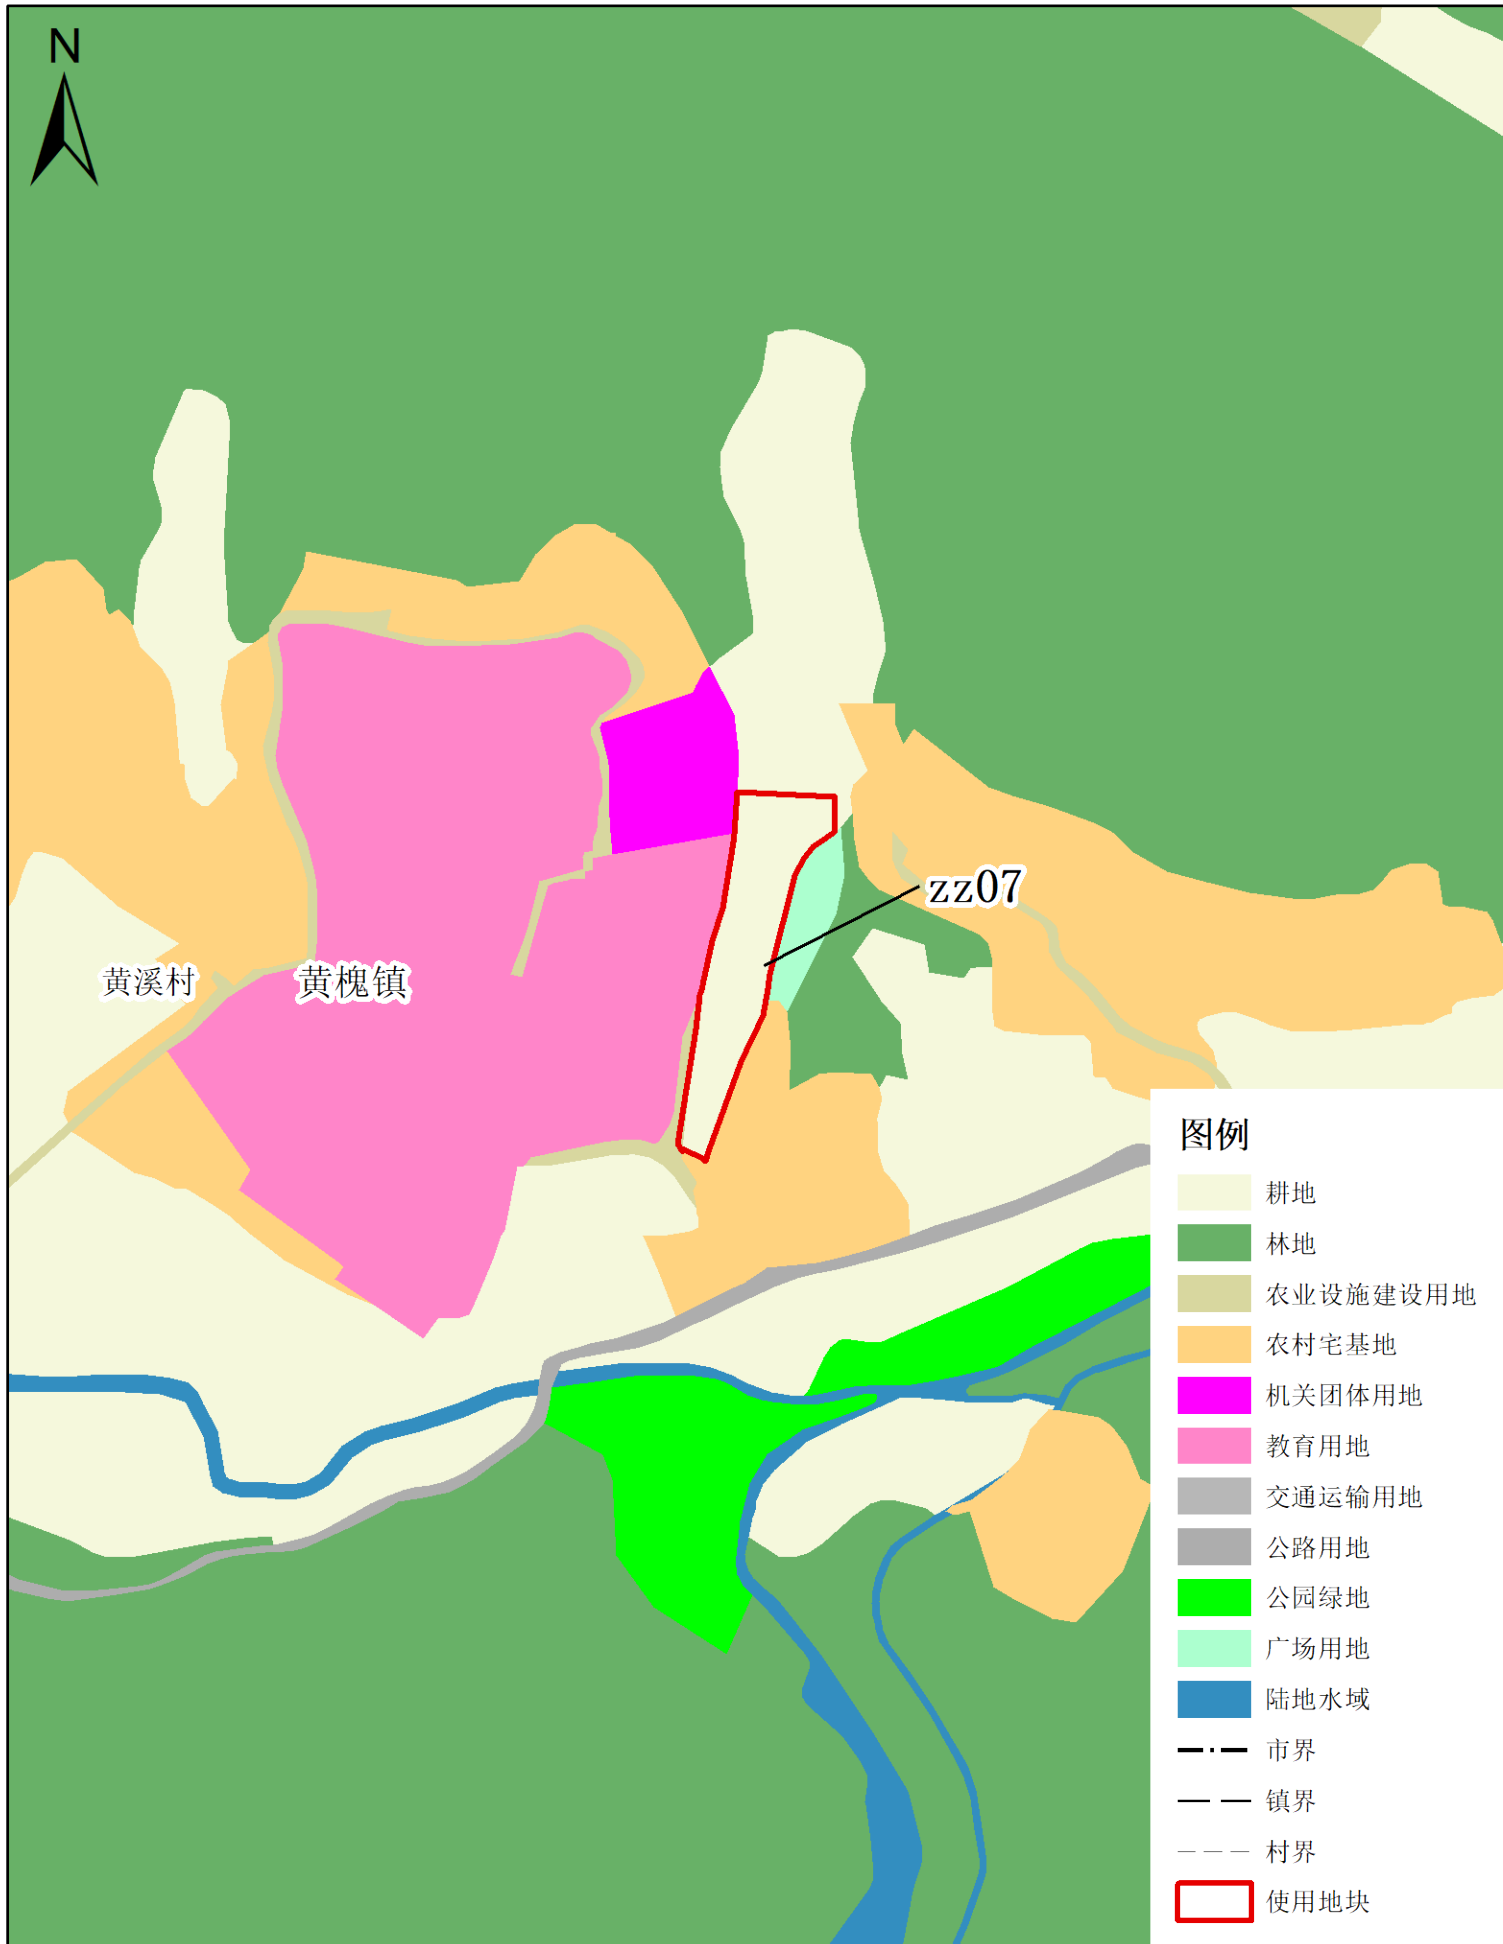 N
zz07
黄溪村
黄槐镇
图例
耕地
林地
农业设施建设用地
农村宅基地
机关团体用地
教育用地
交通运输用地
公路用地
公园绿地
广场用地
陆地水域
市界
镇界
村界
使用地块